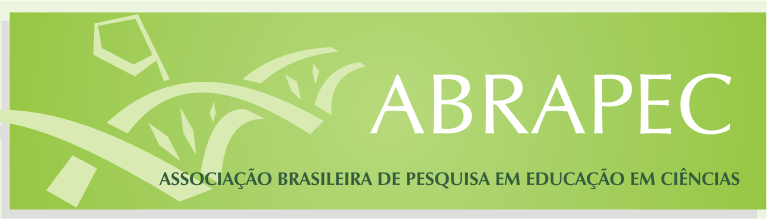 ABRAPEC
ASSOCIAÇÃO BRASILEIRA DE PESQUISA EM EDUCAÇÃO EM CIÊNCIAS